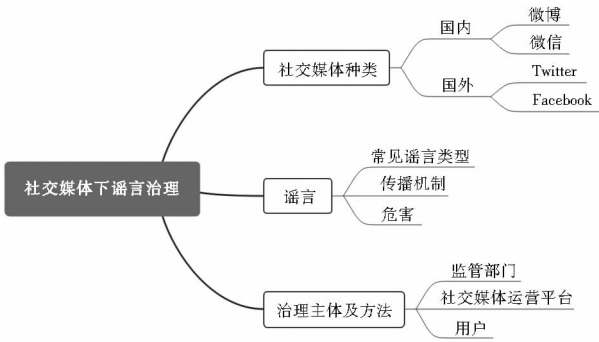 社交媒体下谣言治理
社交媒体种类
国内
微博
微信
国外
Twitter
Facebook
谣言
常见谣言类型
传播机制
危害
治理主体及方法
监管部门
社交媒体运营平台
用户